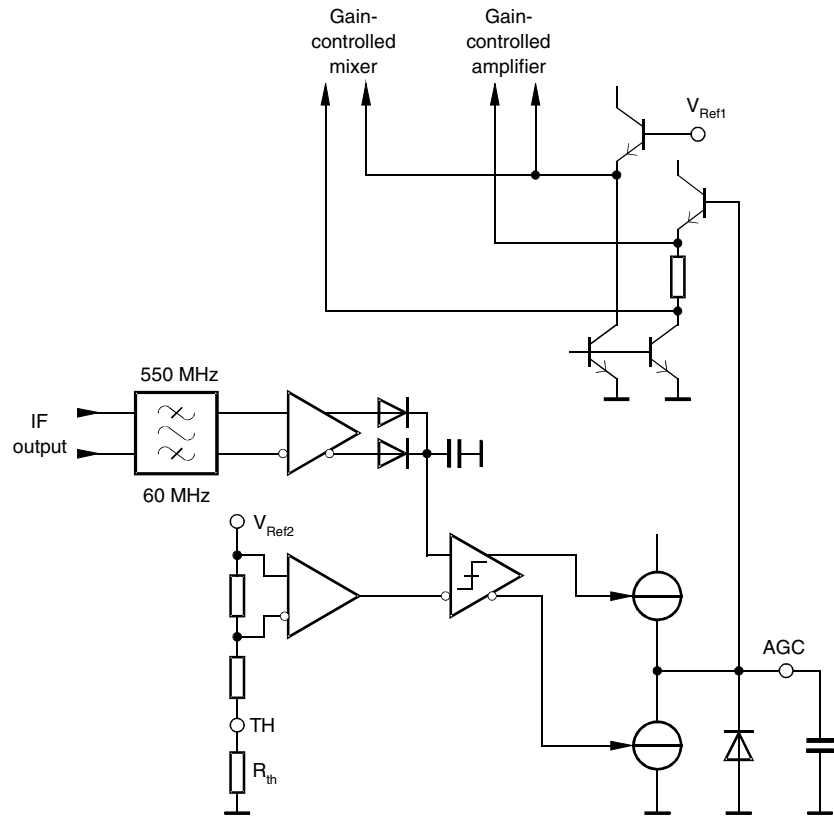 Gain-
controlled
mixer
Gain-
controlled
amplifier
VRef1
550 MHz
IF
output
60 MHz
VRef2
AGC
TH
Rth